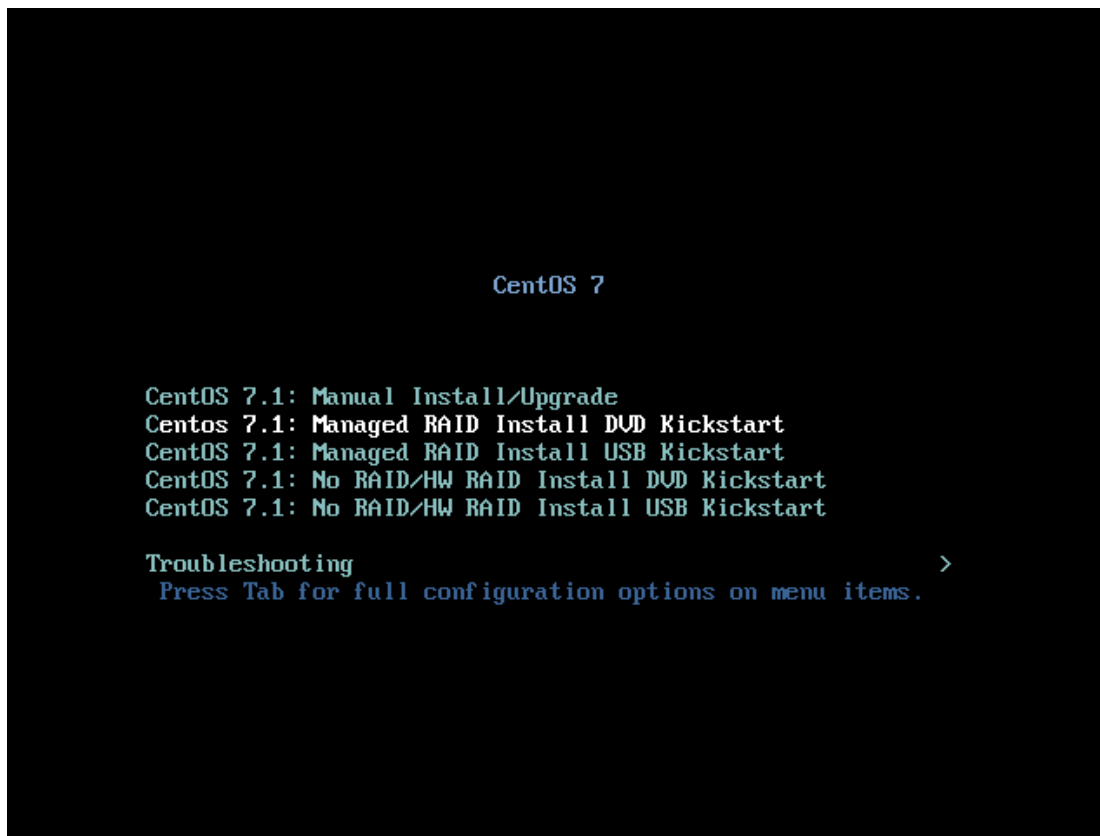 CentOS 7
CentOS 7.1: Manual Install/Upgrade
Centos 7.1: Managed RAID Install DVD Kickstart
CentOS 7.1: Managed RAID Install USB Kickstart
CentOS 7.1: No RAID/HW RAID Install DVD Kickstart
CentOS 7.1: No RAID/HW RAID Install USB Kickstart
Troubleshooting >
Press Tab for full configuration options on menu items.